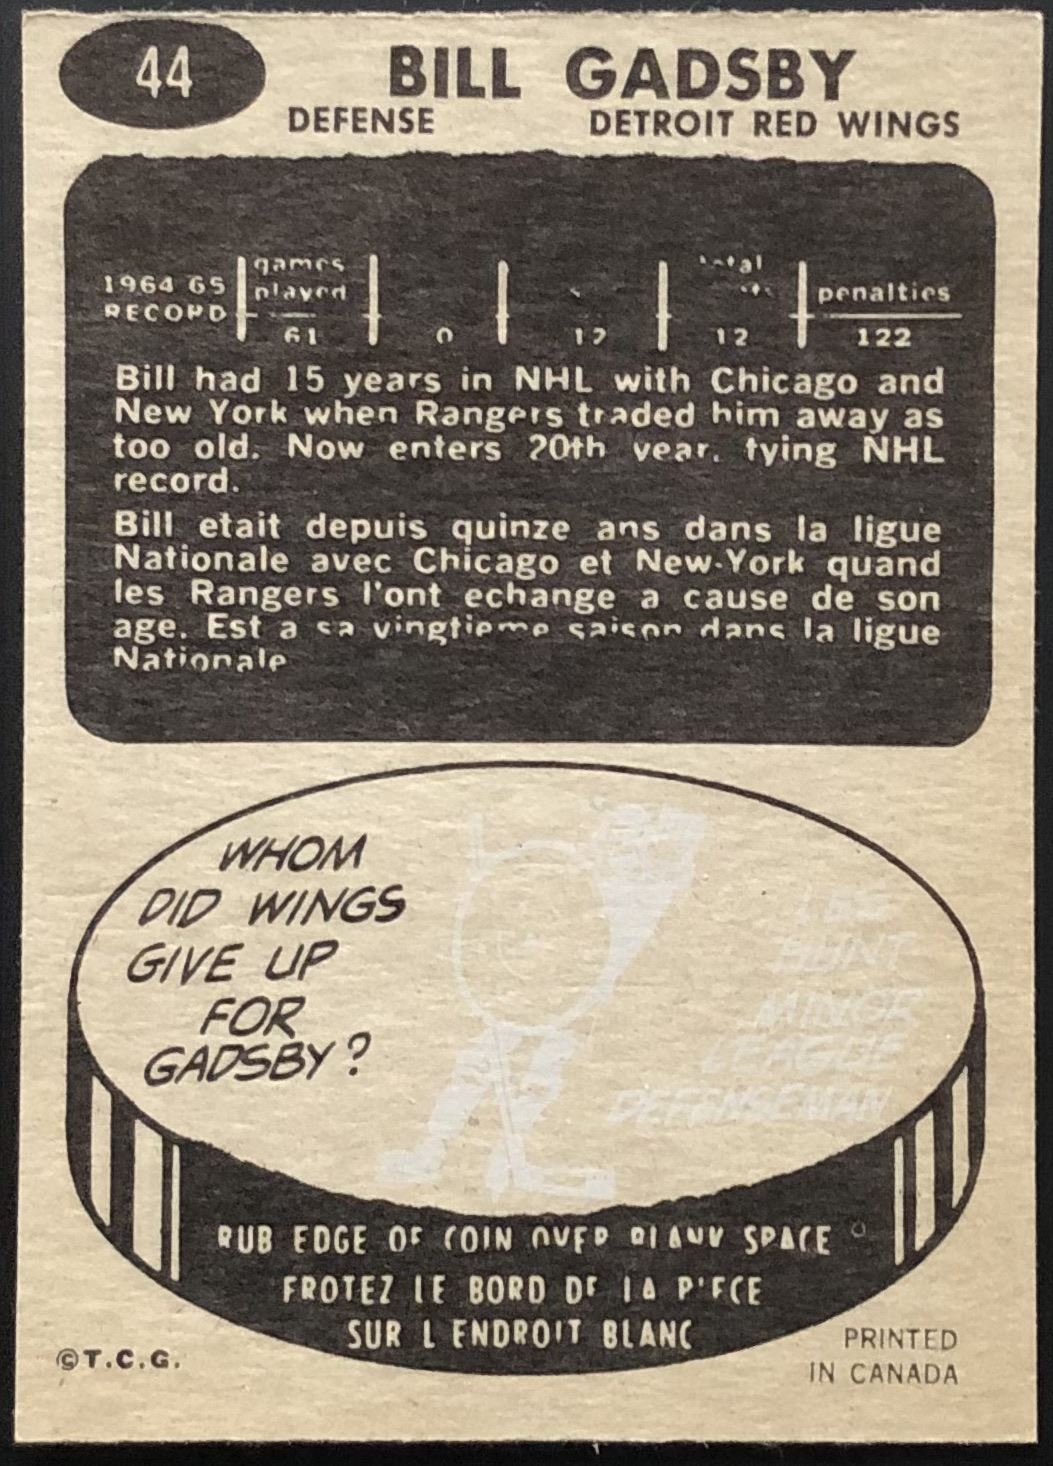 44
BILL GADSBY
DEFENSE DETROIT RED WINGS
games total
1964 65 played penalties
RECORD
61 0 12 12 122
Bill had 15 years in NHL with Chicago and
New York when Rangers traded him away as
too old. Now enters 20th year, tying NHL
record.
Bill etait depuis quinze ans dans la ligue
Nationale avec Chicago et New-York quand
les Rangers l'ont echange a cause de son
age. Est a sa vingtieme saison dans la ligue
Nationale
WHOM
DID WINGS
GIVE UP
FOR
GADSBY?
MINOR
DEFENSEMAN
RUB EDGE OF COIN OVER BLANK SPACE
FROTEZ LE BORD DE LA PIECE
SUR L ENDROIT BLANC
©T.C.G.
PRINTED
IN CANADA